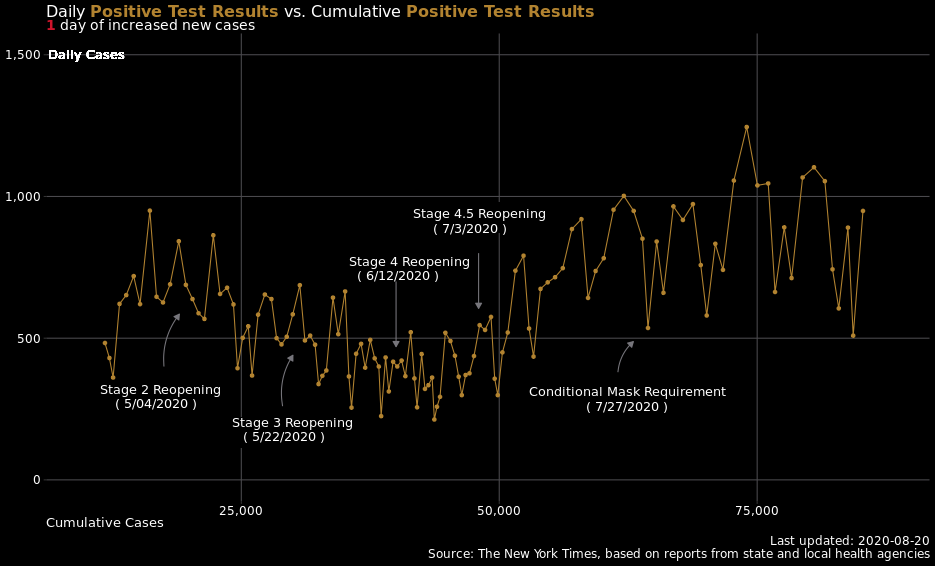 Daily Positive Test Results vs. Cumulative Positive Test Results
1 day of increased new cases
1,500
Daily Cases
1,000
Stage 4.5 Reopening
( 7/3/2020 )
Stage 4 Reopening
( 6/12/2020 )
500
Stage 2 Reopening
( 5/04/2020 )
Conditional Mask Requirement
( 7/27/2020 )
Stage 3 Reopening
( 5/22/2020 )
0
25,000
50,000
75,000
Cumulative Cases
Last updated: 2020-08-20
Source: The New York Times, based on reports from state and local health agencies